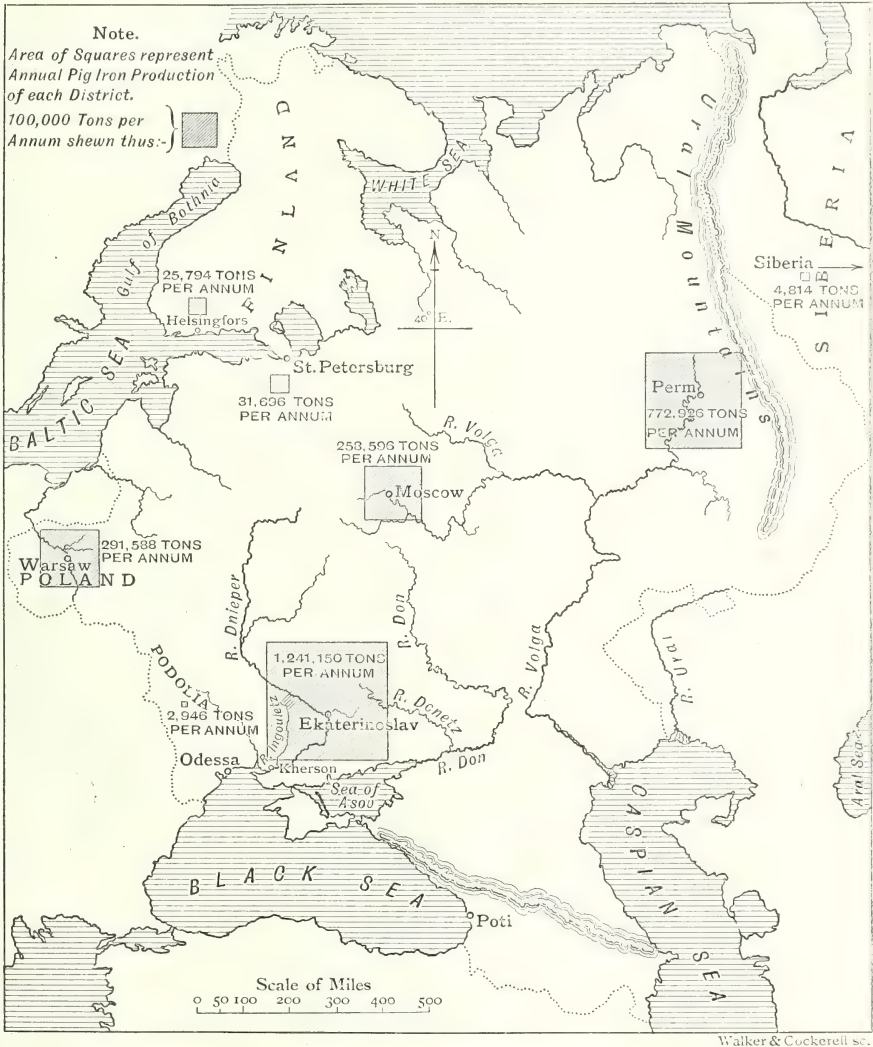 Note.
Area of Squares represent
Annual Pig Iron Production
of each District.
100,000 Tons per
Annum shewn thus:-
Ural Mountains
SIBERIA
FINLAND
WHITE SEA
Gulf of Bothnia
N
40° E.
Siberia
4,814 TONS
PER ANNUM
25,794 TONS
PER ANNUM
Helsingfors
St. Petersburg
31,696 TONS
PER ANNUM
BALTIC SEA
Perm
772,926 TONS
PER ANNUM
R. Volga
253,596 TONS
PER ANNUM
Moscow
291,588 TONS
PER ANNUM
Warsaw
POLAND
R. Dnieper
R. Don
R. Volga
R. Ural
1,241,150 TONS
PER ANNUM
PODOLIA
2,946 TONS
PER ANNUM
R. Ingouletz
R. Donetz
Ekaterinoslav
Odessa
Kherson
R. Don
Sea of
Asov
Aral Sea
BLACK SEA
CASPIAN SEA
Poti
Scale of Miles
0 50 100 200 300 400 500
Walker & Cockerell sc.